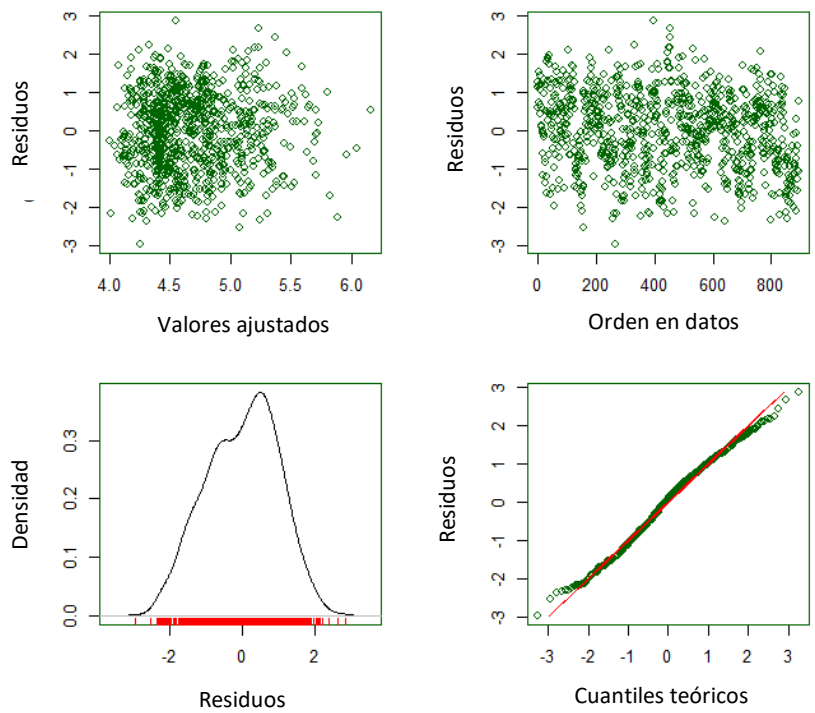 Residuos
3
2
1
0
-1
-2
-3
4.0 4.5 5.0 5.5 6.0
Valores ajustados
Residuos
3
2
1
0
-1
-2
-3
0 200 400 600 800
Orden en datos
Densidad
0.3
0.2
0.1
0.0
-2 0 2
Residuos
Residuos
3
2
1
0
-1
-2
-3
-3 -2 -1 0 1 2 3
Cuantiles teóricos